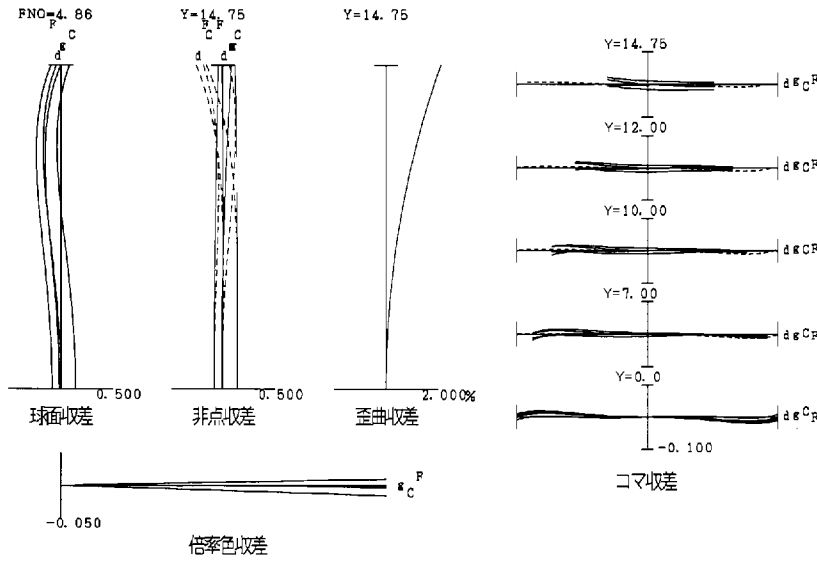 FNO=4.86
F
g C
d
0.500
球面収差
Y=14.75
F F
C C
d d g
0.500
非点収差
Y=14.75
2.000%
歪曲収差
Y=14.75
d g C F
Y=12.00
d g C F
Y=10.00
d g C F
Y=7.00
d g C F
Y=0.0
d g C F
-0.100
コマ収差
F
g C
-0.050
倍率色収差